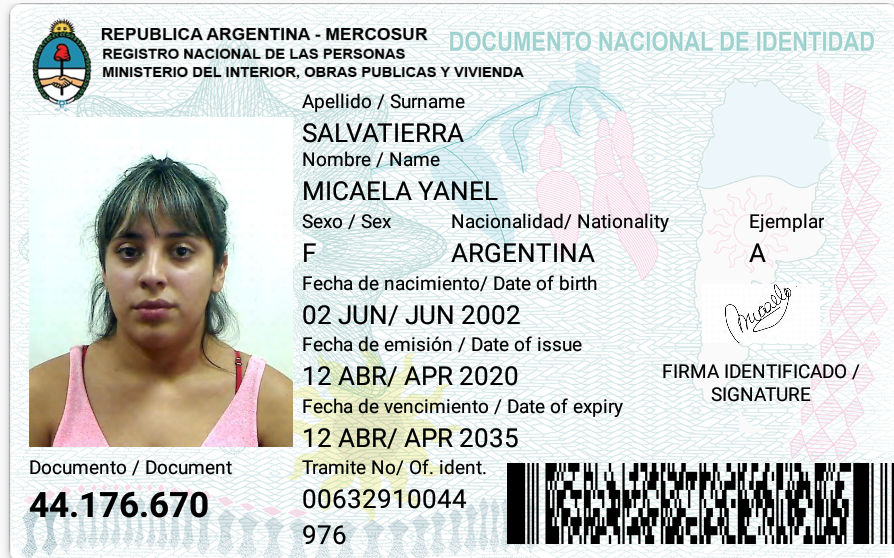 REPUBLICA ARGENTINA - MERCOSUR
REGISTRO NACIONAL DE LAS PERSONAS
MINISTERIO DEL INTERIOR, OBRAS PUBLICAS Y VIVIENDA
DOCUMENTO NACIONAL DE IDENTIDAD
Apellido / Surname
SALVATIERRA
Nombre / Name
MICAELA YANEL
Sexo / Sex Nacionalidad/ Nationality Ejemplar
F ARGENTINA A
Fecha de nacimiento/ Date of birth
02 JUN/ JUN 2002
Fecha de emisión / Date of issue
12 ABR/ APR 2020
Fecha de vencimiento / Date of expiry
12 ABR/ APR 2035
Micaela
FIRMA IDENTIFICADO /
SIGNATURE
Documento / Document
44.176.670
Tramite No/ Of. ident.
00632910044
976